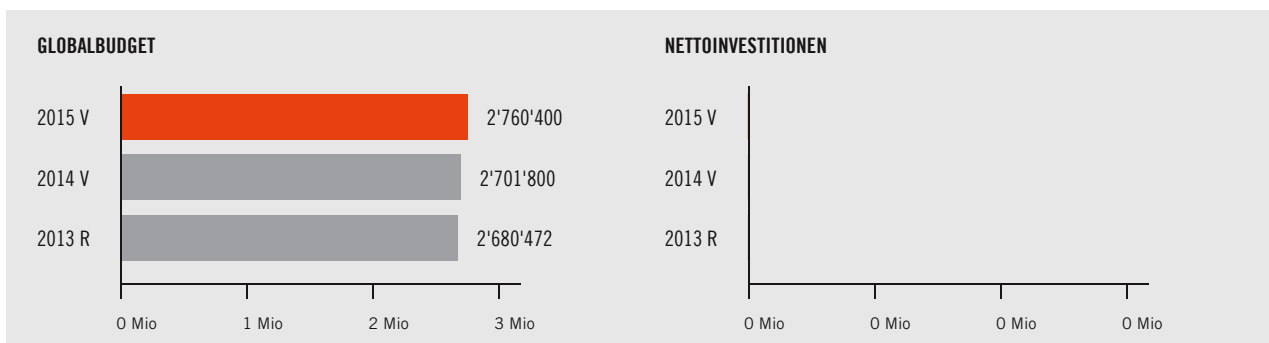 GLOBALBUDGET
2015 V 2'760'400
2014 V 2'701'800
2013 R 2'680'472
0 Mio 1 Mio 2 Mio 3 Mio
NETTOINVESTITIONEN
2015 V
2014 V
2013 R
0 Mio 0 Mio 0 Mio 0 Mio